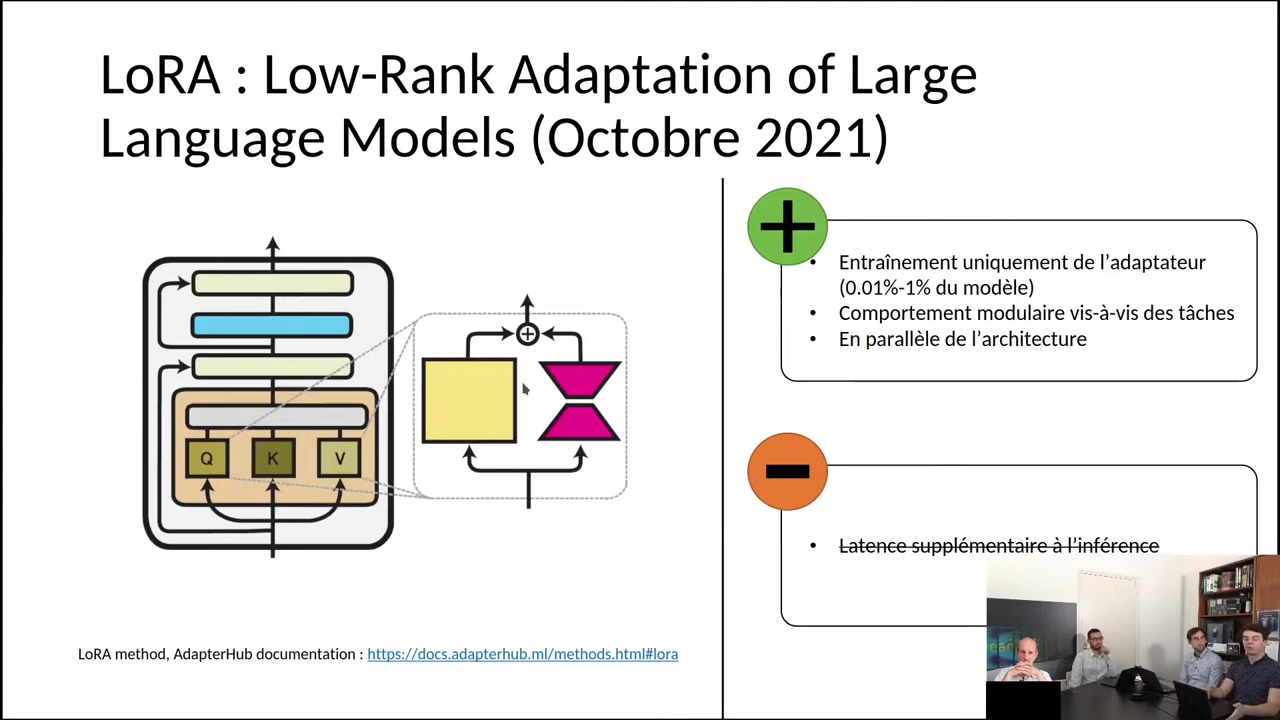 LoRA : Low-Rank Adaptation of Large
Language Models (Octobre 2021)
Q
K
V
LoRA method, AdapterHub documentation : https://docs.adapterhub.ml/methods.html#lora
• Entraînement uniquement de l’adaptateur
(0.01%-1% du modèle)
• Comportement modulaire vis-à-vis des tâches
• En parallèle de l’architecture
• Latence supplémentaire à l’inférence